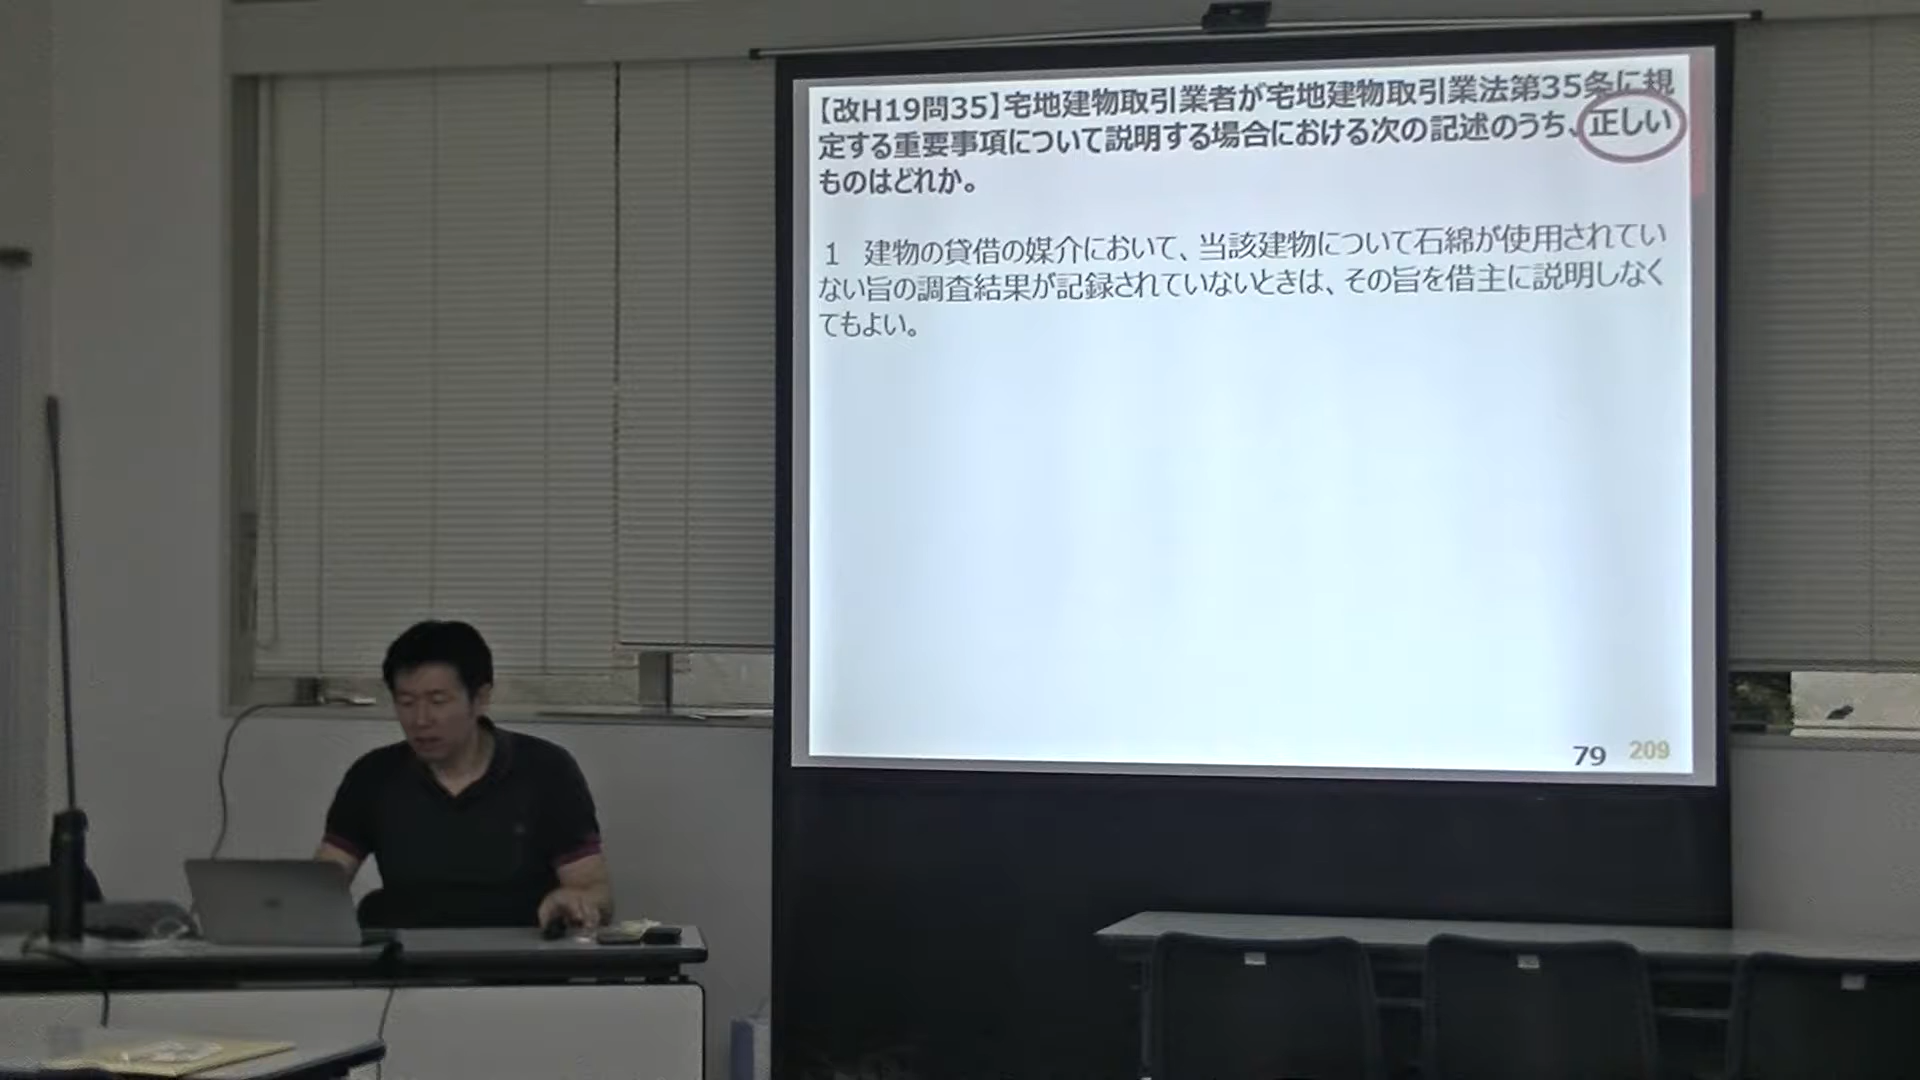 【改H19問35】宅地建物取引業者が宅地建物取引業法第35条に規
定する重要事項について説明する場合における次の記述のうち、正しい
ものはどれか。
1 建物の貸借の媒介において、当該建物について石綿が使用されてい
ない旨の調査結果が記録されていないときは、その旨を借主に説明しなく
てもよい。
79 209